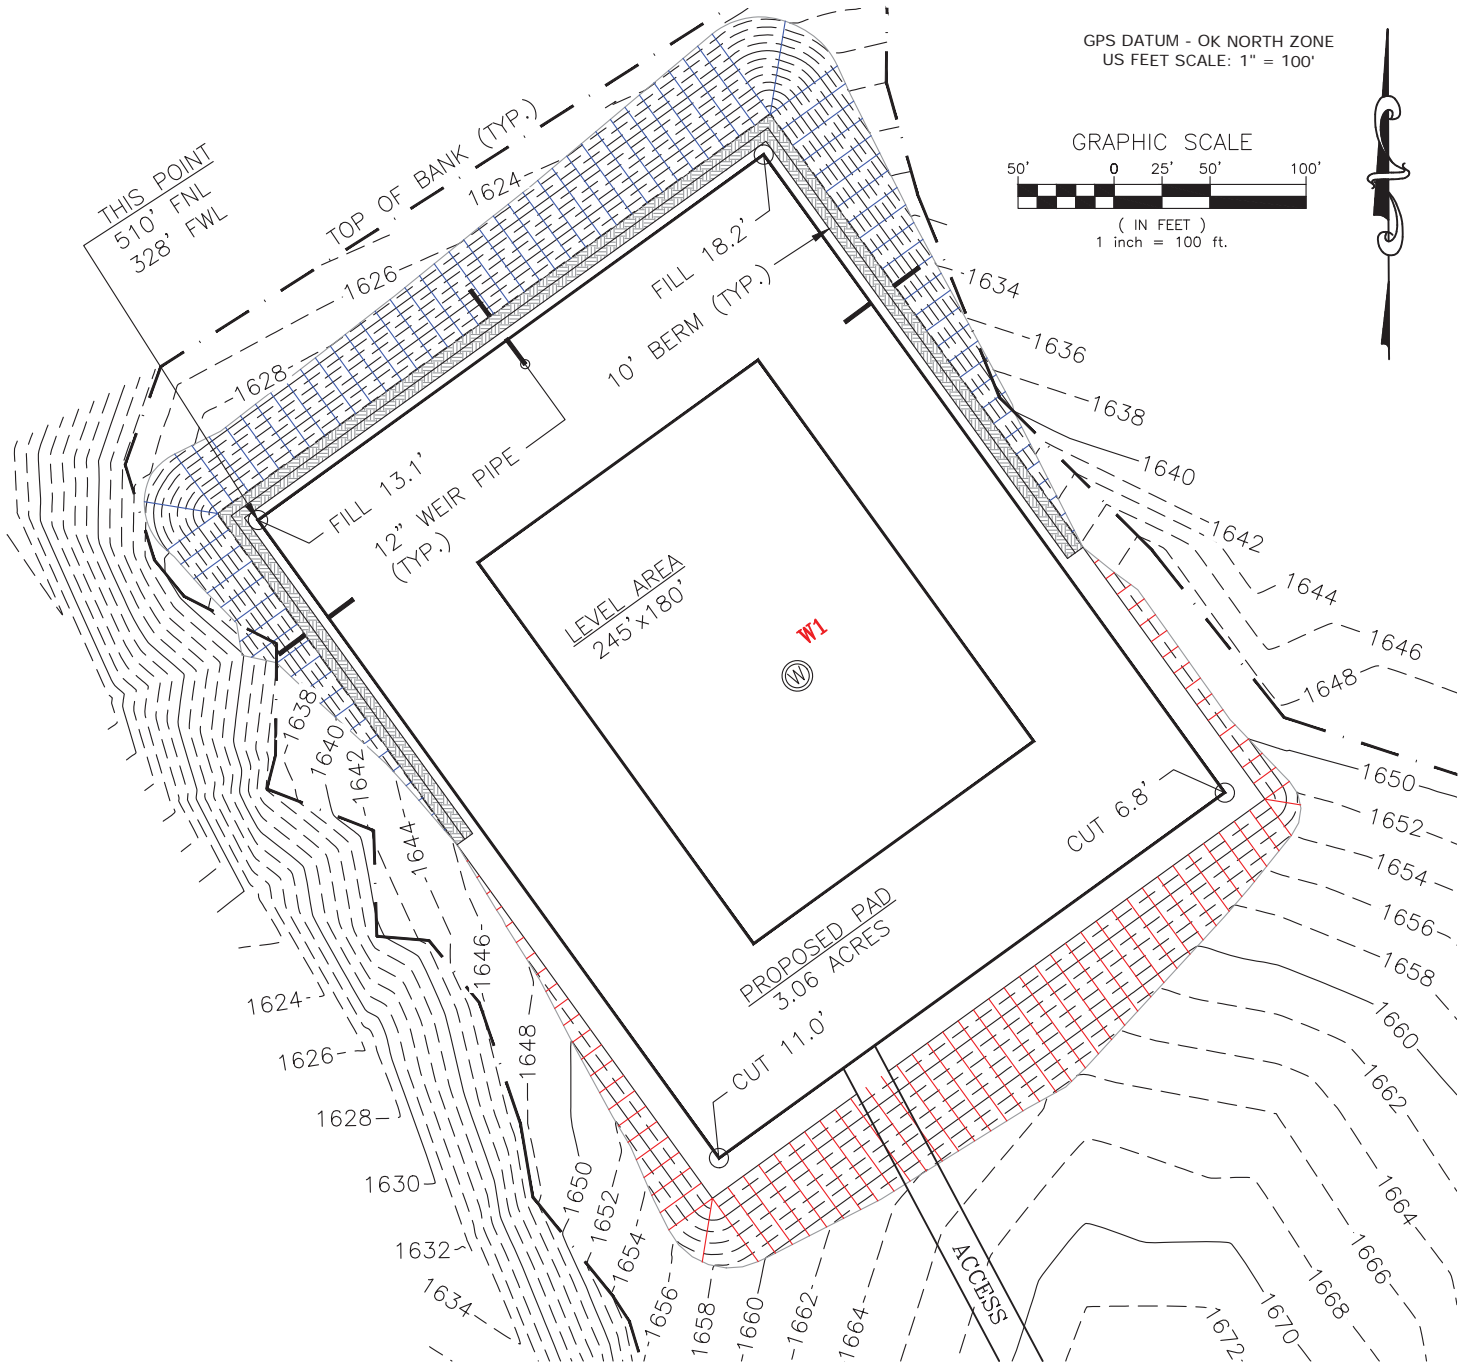 GPS DATUM - OK NORTH ZONE
US FEET SCALE: 1" = 100'
GRAPHIC SCALE
50' 0 25' 50' 100'
( IN FEET )
1 inch = 100 ft.
THIS POINT
510' FNL
328' FWL
TOP OF BANK (TYP.)
1624
1626
1628
FILL 18.2'
10' BERM (TYP.)
FILL 13.1'
12" WEIR PIPE
(TYP.)
LEVEL AREA
245'x180'
W1
W
1634
1636
1638
1640
1642
1644
1646
1648
1650
1652
1654
1656
1658
1660
1662
1664
1666
1668
1670
1672
CUT 6.8'
PROPOSED PAD
3.06 ACRES
CUT 11.0'
ACCESS
1638
1640
1642
1644
1646
1648
1650
1652
1654
1656
1658
1660
1662
1664
1624
1626
1628
1630
1632
1634